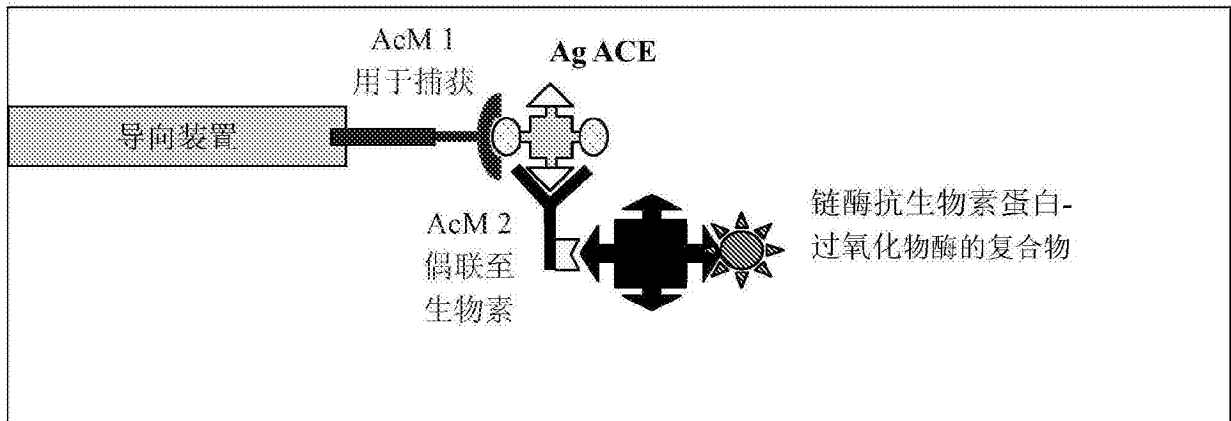 AcM 1
用于捕获
Ag ACE
导向装置
AcM 2
偶联至
生物素
链酶抗生物素蛋白-
过氧化物酶的复合物